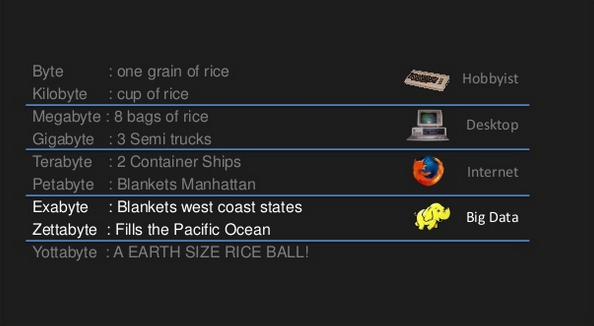 Byte : one grain of rice
Kilobyte : cup of rice
Hobbyist
Megabyte : 8 bags of rice
Gigabyte : 3 Semi trucks
Desktop
Terabyte : 2 Container Ships
Petabyte : Blankets Manhattan
Internet
Exabyte : Blankets west coast states
Zettabyte : Fills the Pacific Ocean
Big Data
Yottabyte : A EARTH SIZE RICE BALL!